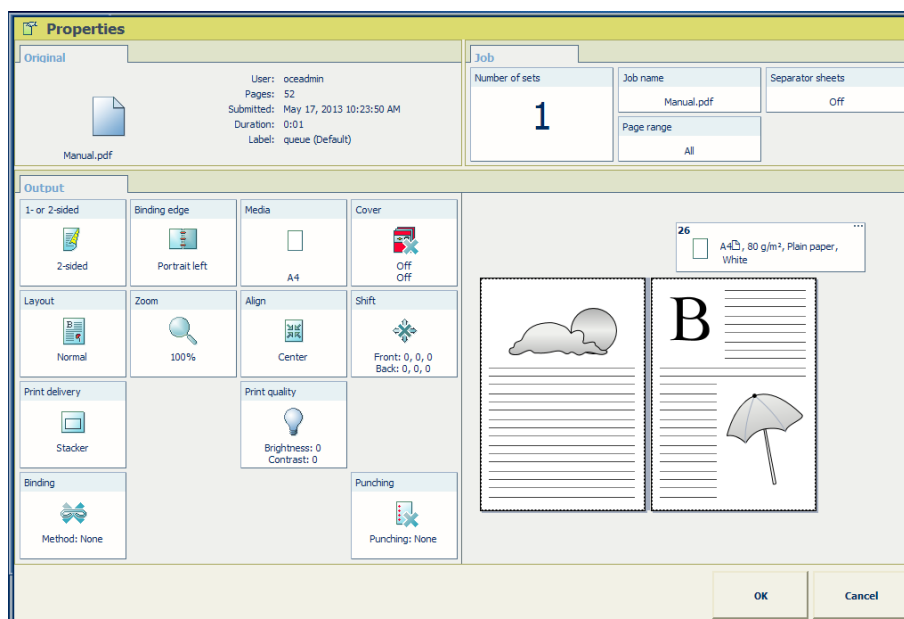 Properties
Original
User: oceadmin
Pages: 52
Submitted: May 17, 2013 10:23:50 AM
Duration: 0:01
Label: queue (Default)
Manual.pdf
Job
Number of sets
1
Job name
Manual.pdf
Separator sheets
Off
Page range
All
Output
1- or 2-sided
2-sided
Binding edge
Portrait left
Media
A4
Cover
Off
Off
Layout
Normal
Zoom
100%
Align
Center
Shift
Front: 0, 0, 0
Back: 0, 0, 0
Print delivery
Stacker
Print quality
Brightness: 0
Contrast: 0
Binding
Method: None
Punching
Punching: None
26
...
A4, 80 g/m², Plain paper,
White
B
OK
Cancel